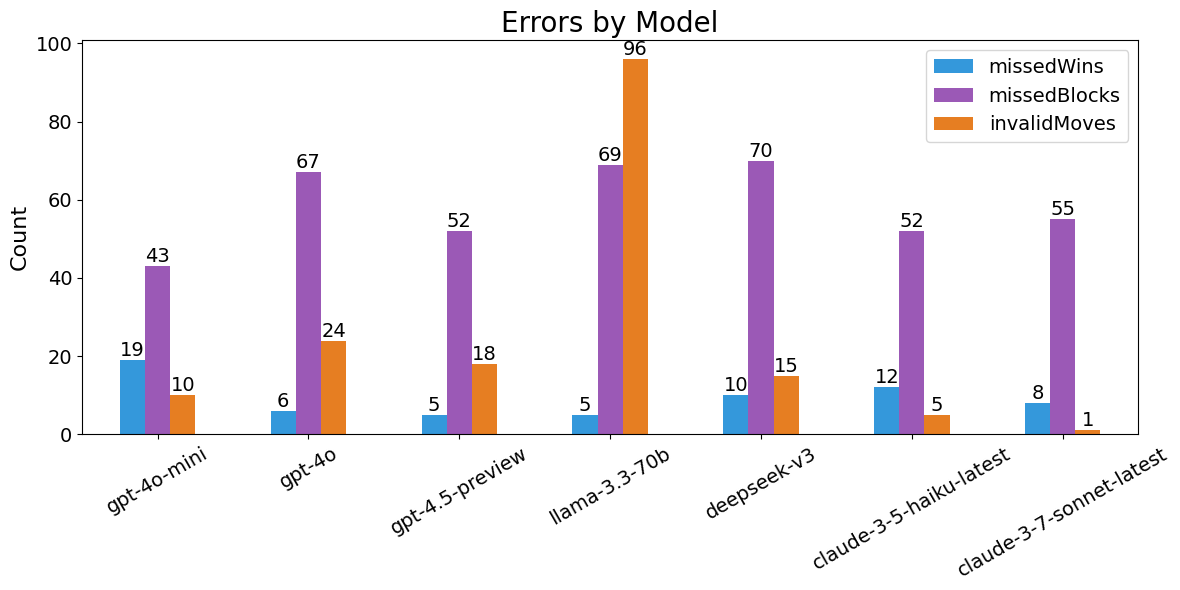 Errors by Model
Count
100
80
60
40
20
0
missedWins
missedBlocks
invalidMoves
19
43
10
6
67
24
5
52
18
5
69
96
10
70
15
12
52
5
8
55
1
gpt-4o-mini
gpt-4o
gpt-4.5-preview
llama-3.3-70b
deepseek-v3
claude-3-5-haiku-latest
claude-3-7-sonnet-latest